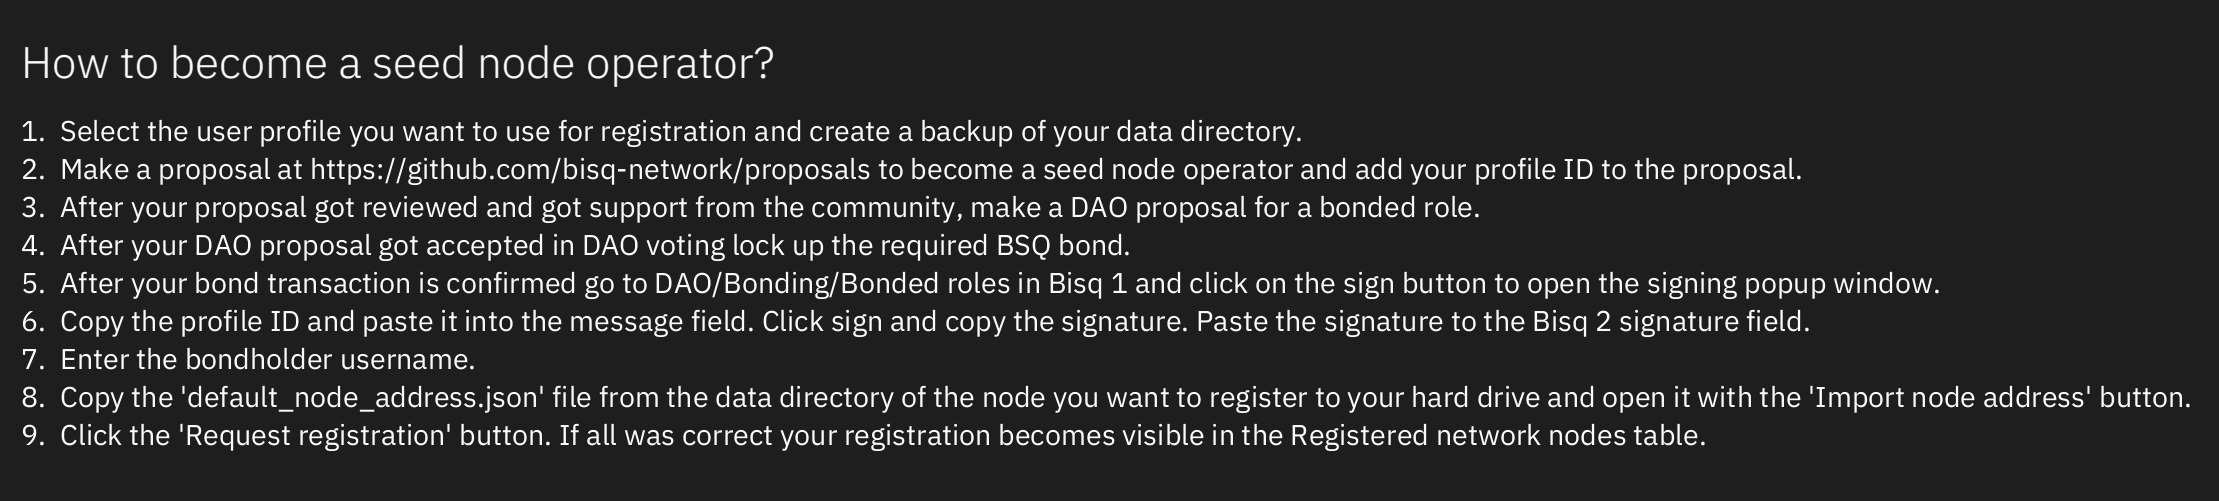 How to become a seed node operator?
1. Select the user profile you want to use for registration and create a backup of your data directory.
2. Make a proposal at https://github.com/bisq-network/proposals to become a seed node operator and add your profile ID to the proposal.
3. After your proposal got reviewed and got support from the community, make a DAO proposal for a bonded role.
4. After your DAO proposal got accepted in DAO voting lock up the required BSQ bond.
5. After your bond transaction is confirmed go to DAO/Bonding/Bonded roles in Bisq 1 and click on the sign button to open the signing popup window.
6. Copy the profile ID and paste it into the message field. Click sign and copy the signature. Paste the signature to the Bisq 2 signature field.
7. Enter the bondholder username.
8. Copy the 'default_node_address.json' file from the data directory of the node you want to register to your hard drive and open it with the 'Import node address' button.
9. Click the 'Request registration' button. If all was correct your registration becomes visible in the Registered network nodes table.